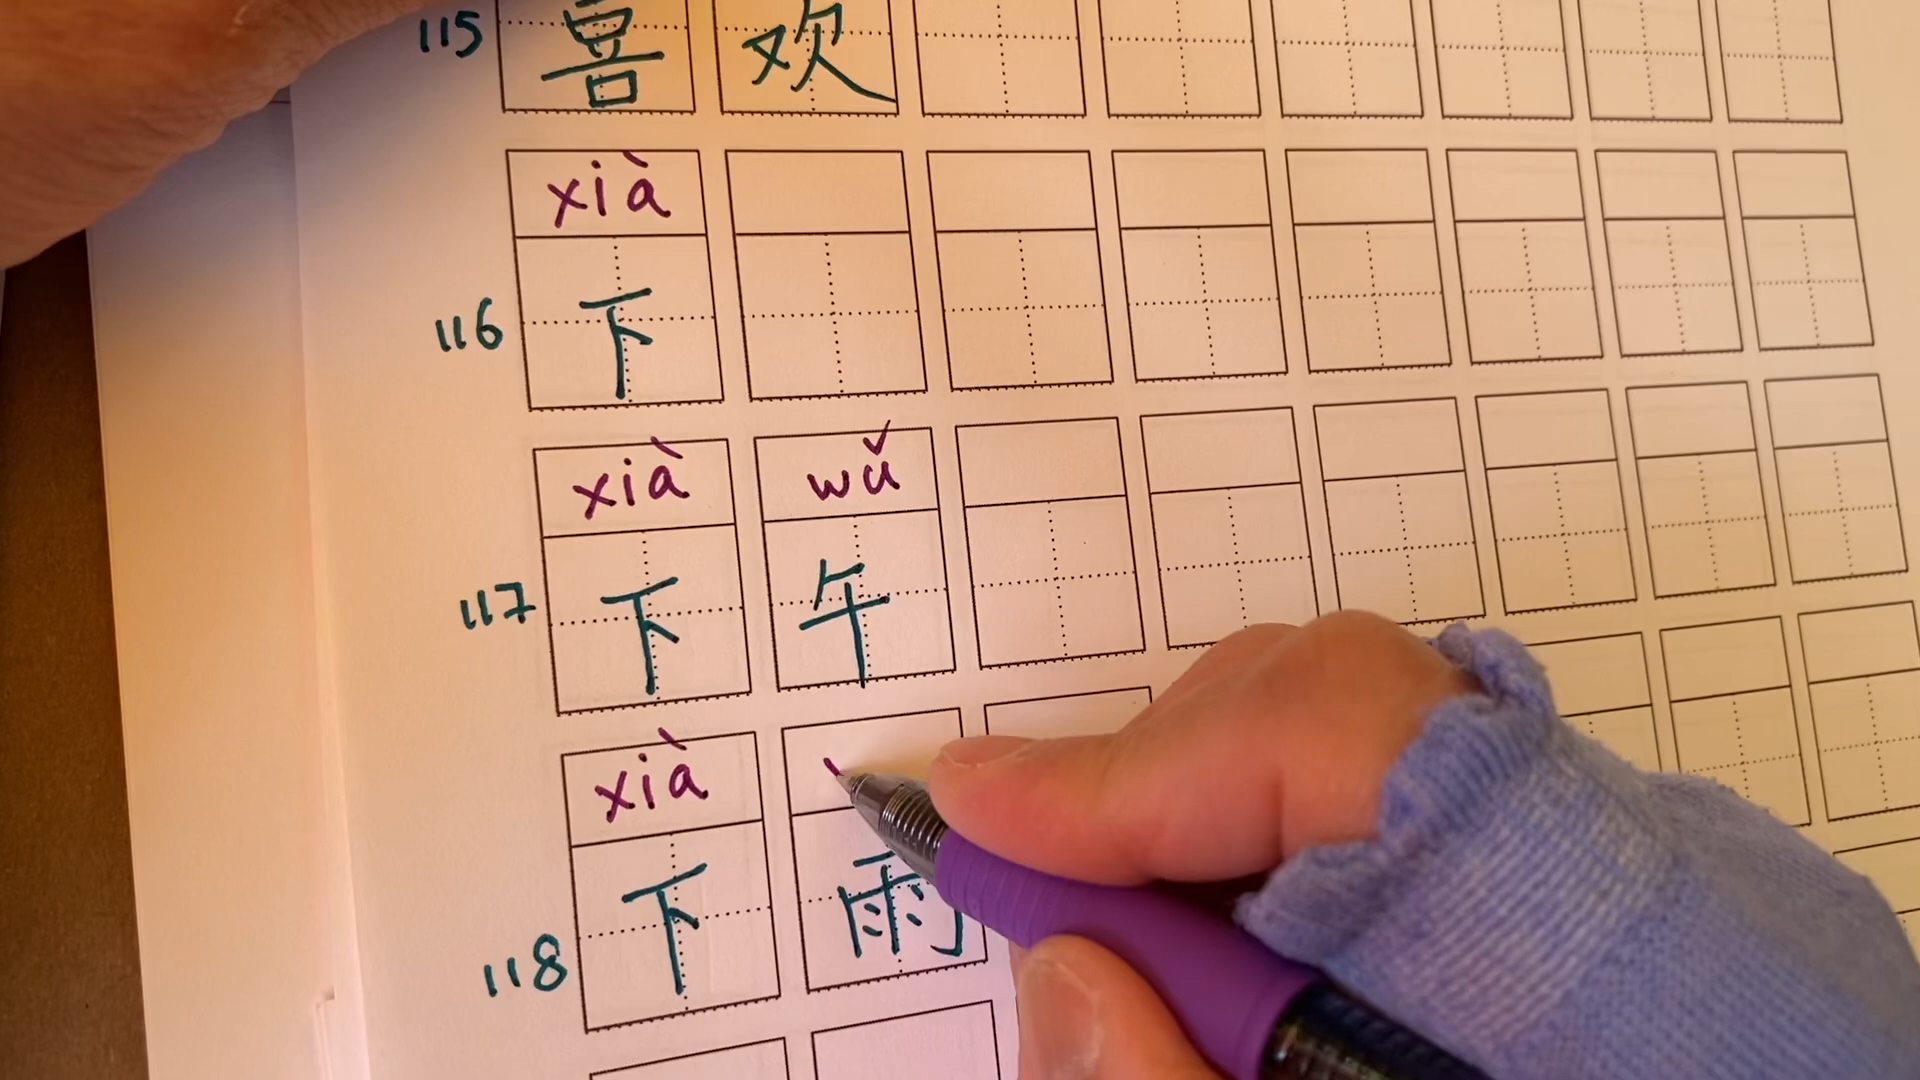 115 喜 欢
xià
116 下
xià wǔ
117 下 午
xià
118 下 雨